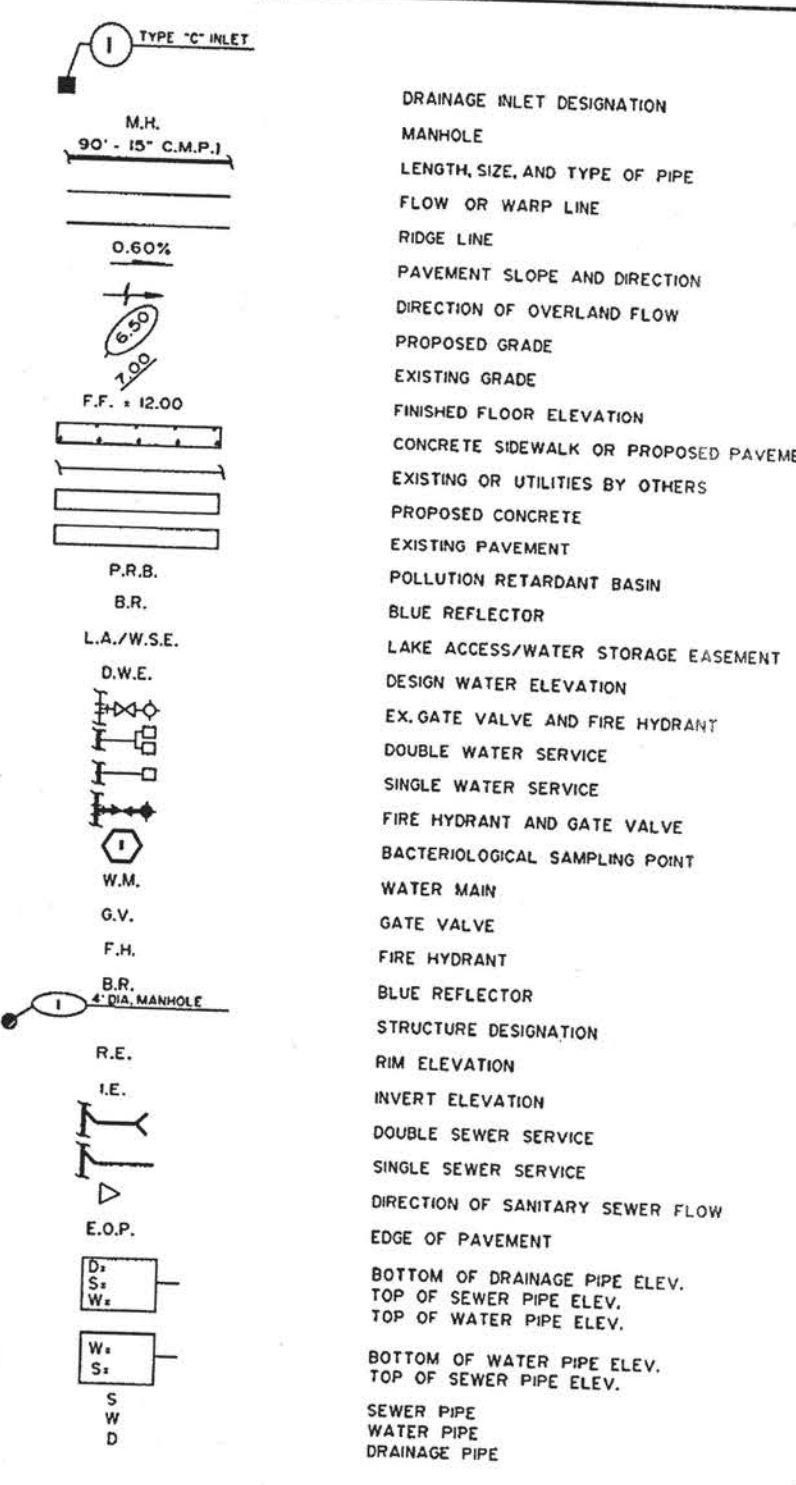 I TYPE "C" INLET
DRAINAGE INLET DESIGNATION
M.H. MANHOLE
90' - 15" C.M.P.) LENGTH, SIZE, AND TYPE OF PIPE
FLOW OR WARP LINE
RIDGE LINE
0.60% PAVEMENT SLOPE AND DIRECTION
DIRECTION OF OVERLAND FLOW
6.50 PROPOSED GRADE
7.00 EXISTING GRADE
F.F. = 12.00 FINISHED FLOOR ELEVATION
CONCRETE SIDEWALK OR PROPOSED PAVEME
EXISTING OR UTILITIES BY OTHERS
PROPOSED CONCRETE
EXISTING PAVEMENT
P.R.B. POLLUTION RETARDANT BASIN
B.R. BLUE REFLECTOR
L.A./W.S.E. LAKE ACCESS/WATER STORAGE EASEMENT
D.W.E. DESIGN WATER ELEVATION
EX. GATE VALVE AND FIRE HYDRANT
DOUBLE WATER SERVICE
SINGLE WATER SERVICE
FIRE HYDRANT AND GATE VALVE
I BACTERIOLOGICAL SAMPLING POINT
W.M. WATER MAIN
G.V. GATE VALVE
F.H. FIRE HYDRANT
B.R. BLUE REFLECTOR
I 4' DIA. MANHOLE STRUCTURE DESIGNATION
R.E. RIM ELEVATION
I.E. INVERT ELEVATION
DOUBLE SEWER SERVICE
SINGLE SEWER SERVICE
DIRECTION OF SANITARY SEWER FLOW
E.O.P. EDGE OF PAVEMENT
D= BOTTOM OF DRAINAGE PIPE ELEV.
S= TOP OF SEWER PIPE ELEV.
W= TOP OF WATER PIPE ELEV.
W= BOTTOM OF WATER PIPE ELEV.
S= TOP OF SEWER PIPE ELEV.
S SEWER PIPE
W WATER PIPE
D DRAINAGE PIPE